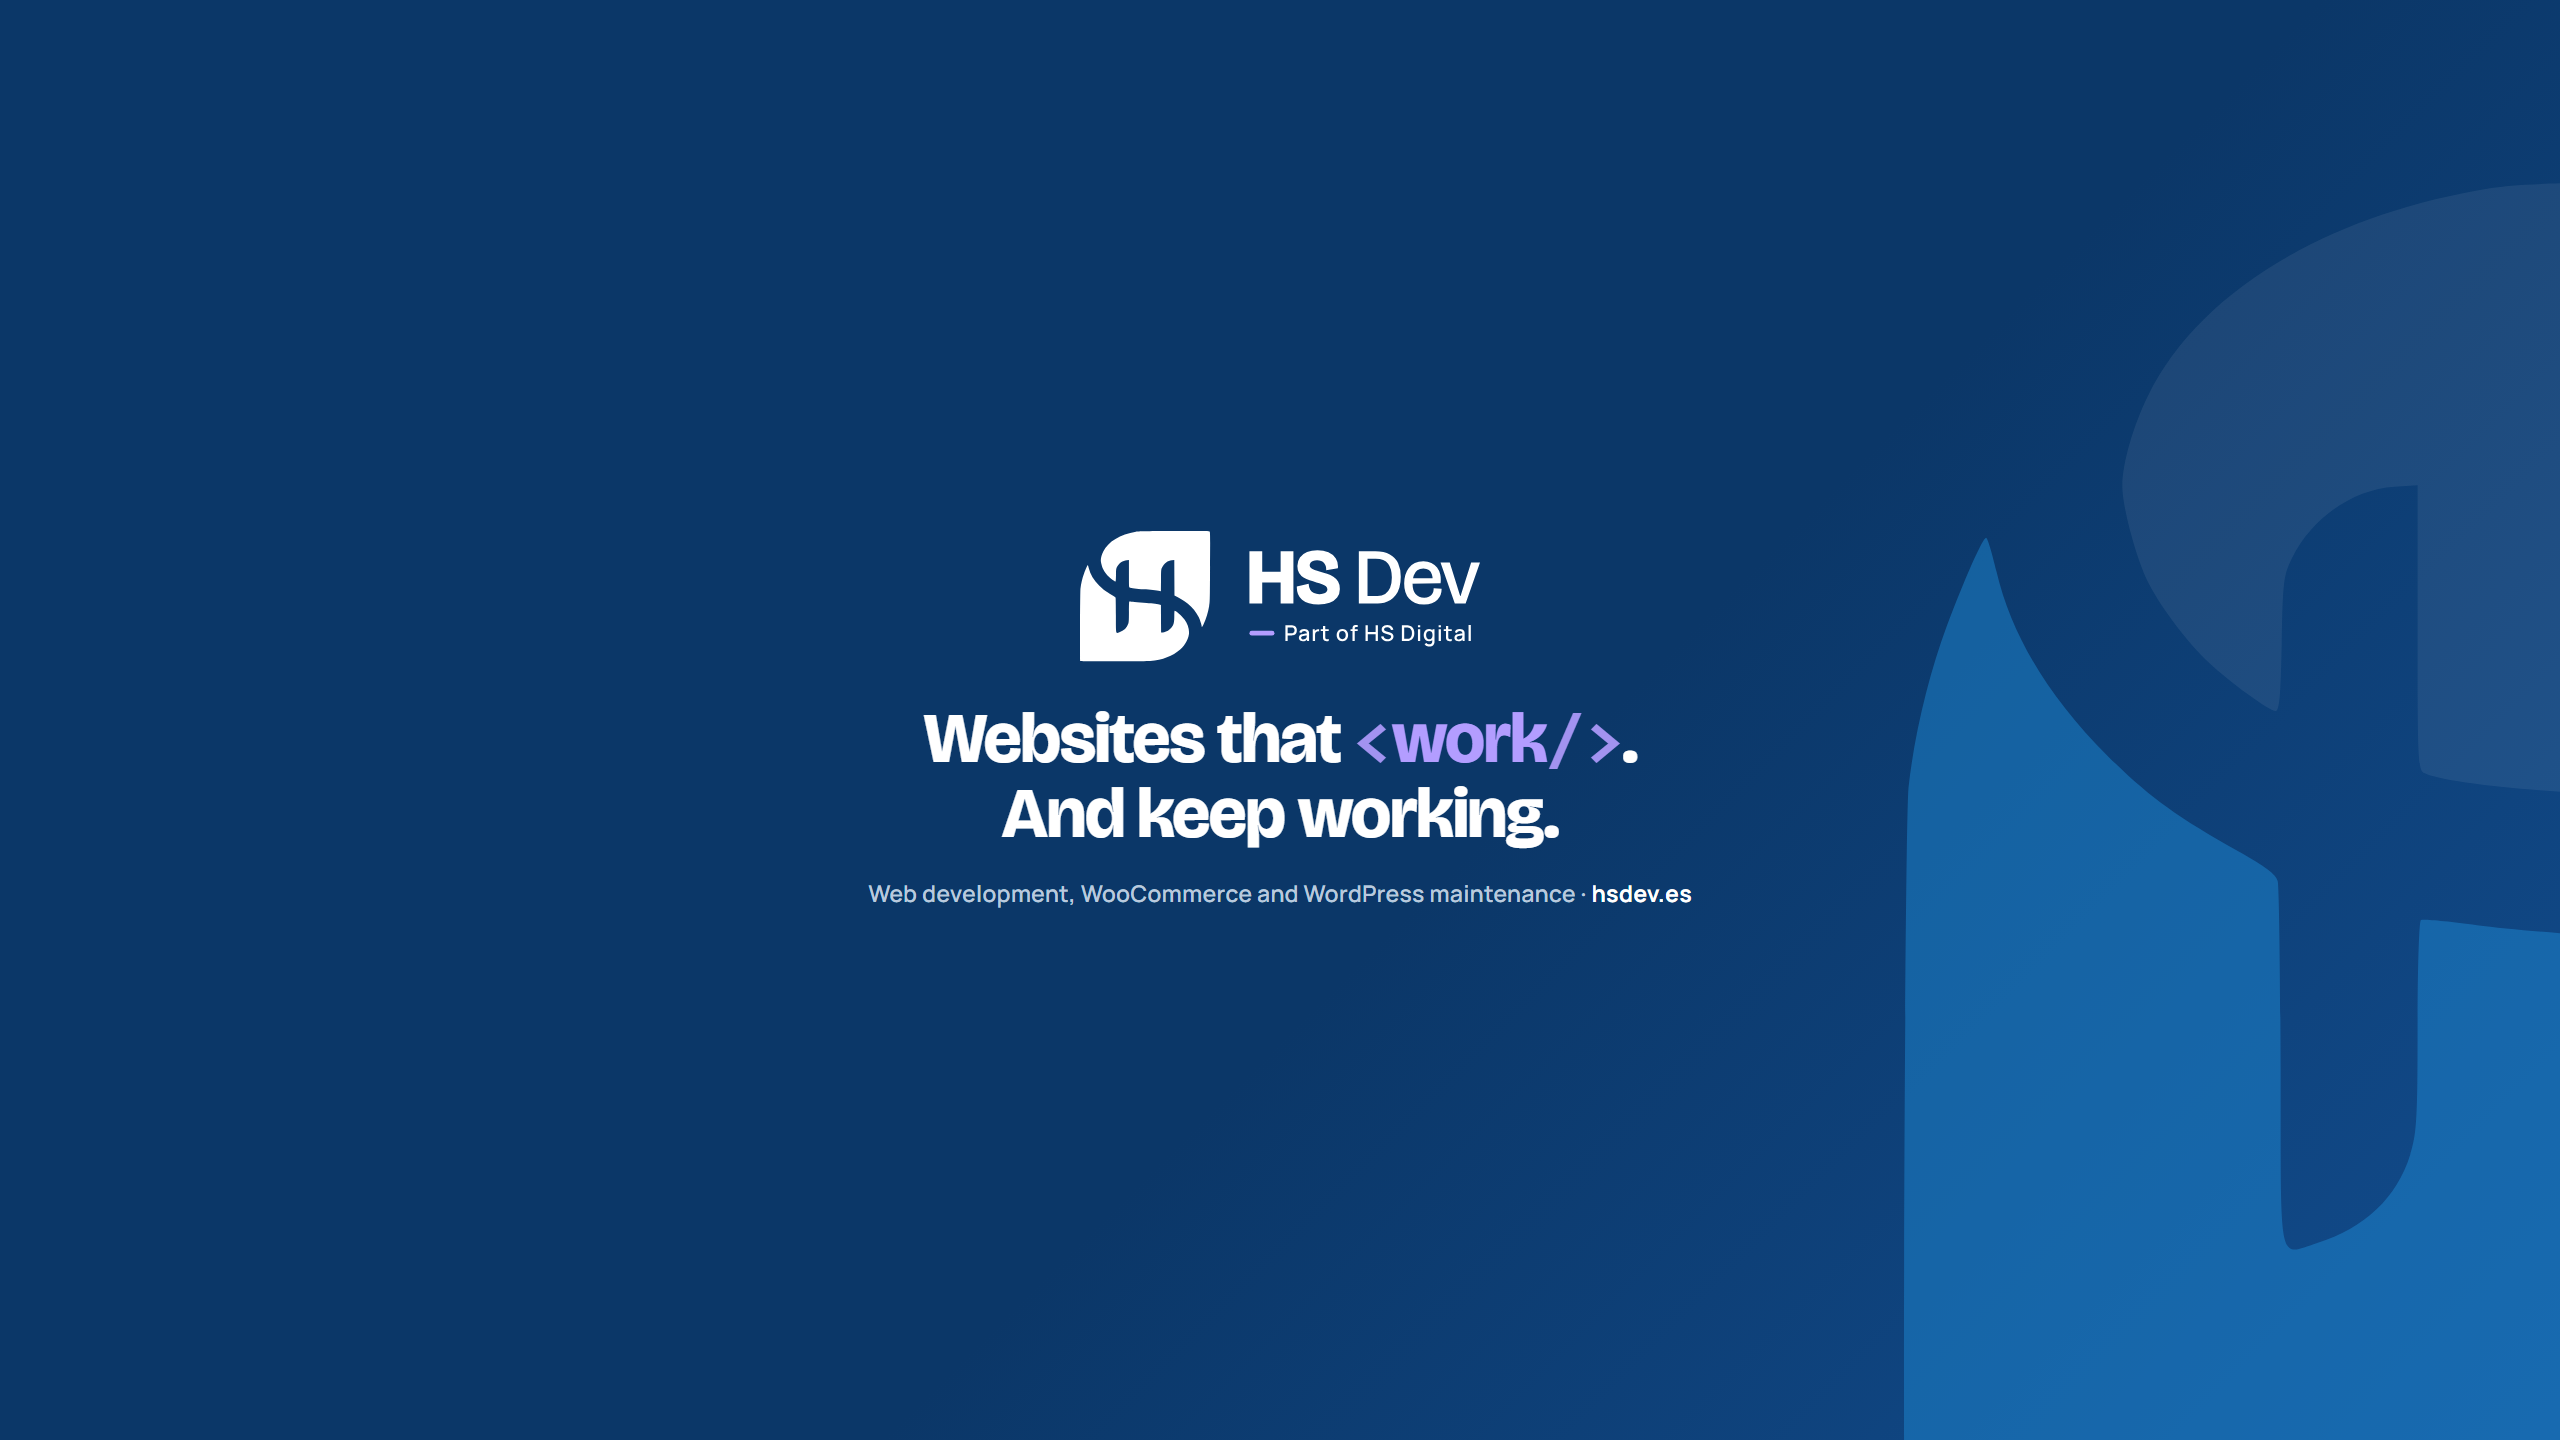 HS Dev
Part of HS Digital
Websites that <work/>.
And keep working.
Web development, WooCommerce and WordPress maintenance · hsdev.es